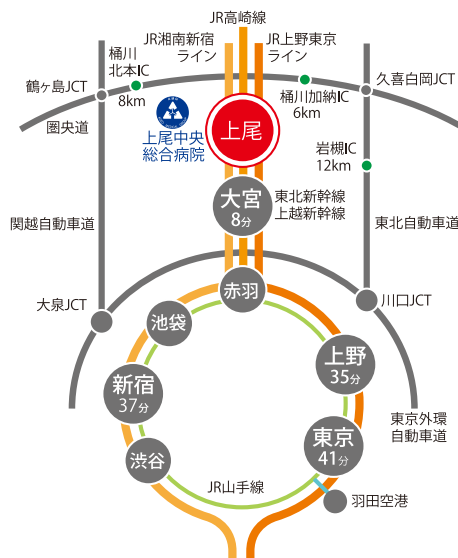 JR高崎線
JR湘南新宿
ライン
JR上野東京
ライン
桶川
北本IC
8km
鶴ヶ島JCT
圏央道
上尾中央
総合病院
上尾
桶川加納IC
6km
久喜白岡JCT
岩槻IC
12km
大宮
8分
東北新幹線
上越新幹線
関越自動車道
東北自動車道
大泉JCT
赤羽
川口JCT
池袋
上野
35分
新宿
37分
東京
41分
東京外環
自動車道
渋谷
JR山手線
羽田空港